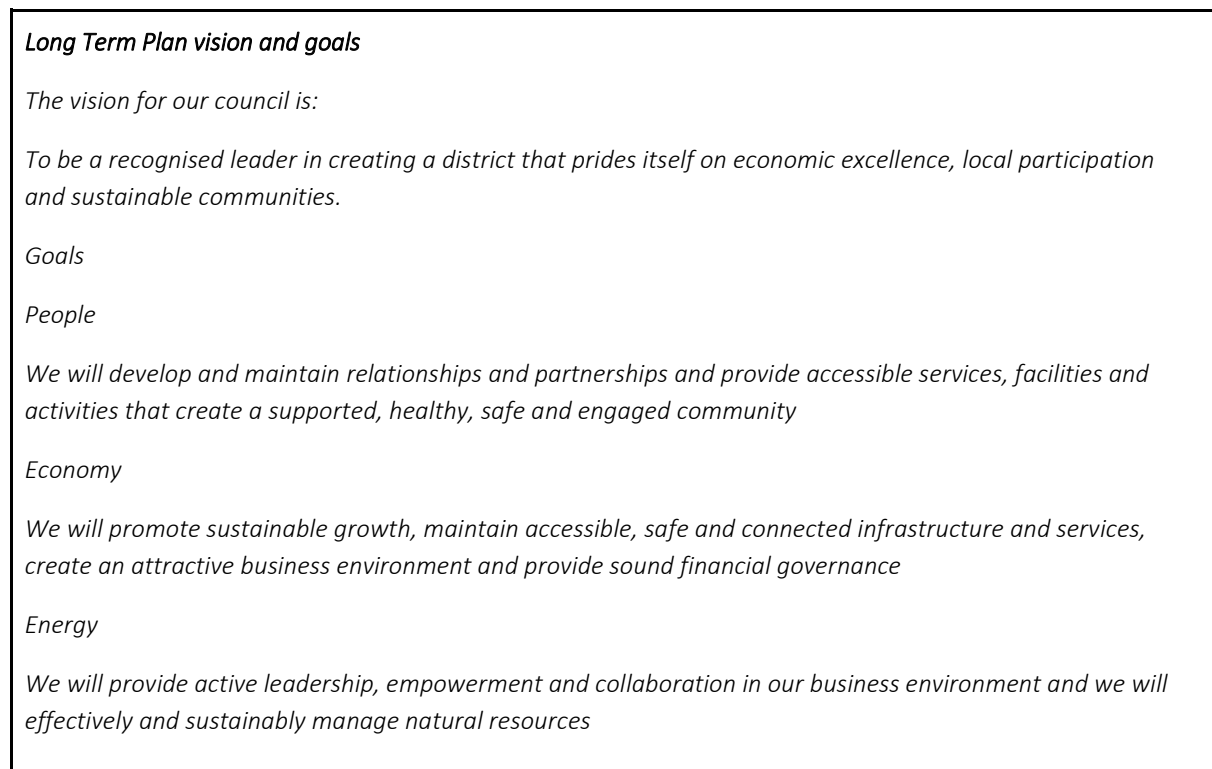 Long Term Plan vision and goals
The vision for our council is:
To be a recognised leader in creating a district that prides itself on economic excellence, local participation
and sustainable communities.
Goals
People
We will develop and maintain relationships and partnerships and provide accessible services, facilities and
activities that create a supported, healthy, safe and engaged community
Economy
We will promote sustainable growth, maintain accessible, safe and connected infrastructure and services,
create an attractive business environment and provide sound financial governance
Energy
We will provide active leadership, empowerment and collaboration in our business environment and we will
effectively and sustainably manage natural resources